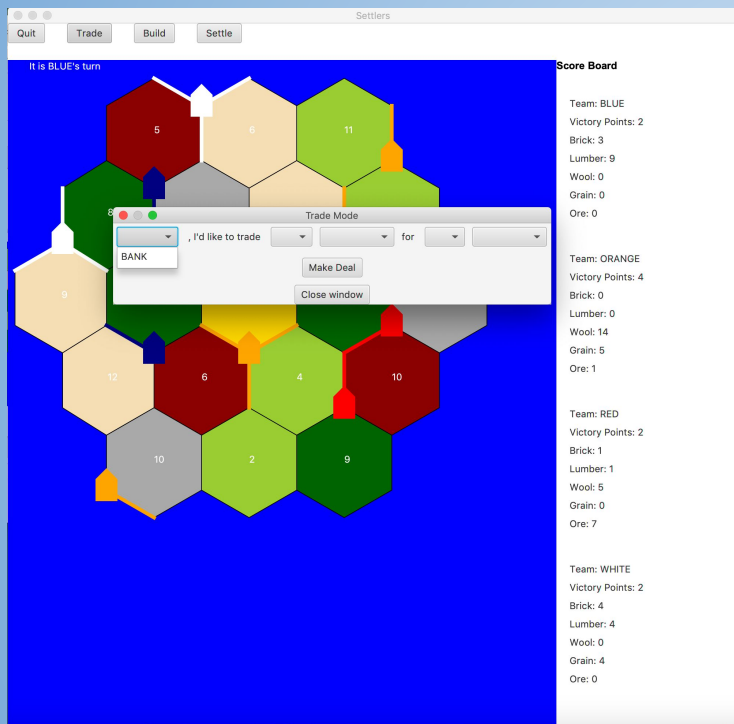 Settlers
Quit Trade Build Settle
It is BLUE's turn
5 6 11
8
Trade Mode
, I'd like to trade for
BANK
Make Deal
Close window
9
12 6 4 10
10 2 9
Score Board
Team: BLUE
Victory Points: 2
Brick: 3
Lumber: 9
Wool: 0
Grain: 0
Ore: 0
Team: ORANGE
Victory Points: 4
Brick: 0
Lumber: 0
Wool: 14
Grain: 5
Ore: 1
Team: RED
Victory Points: 2
Brick: 1
Lumber: 1
Wool: 5
Grain: 0
Ore: 7
Team: WHITE
Victory Points: 2
Brick: 4
Lumber: 4
Wool: 0
Grain: 4
Ore: 0